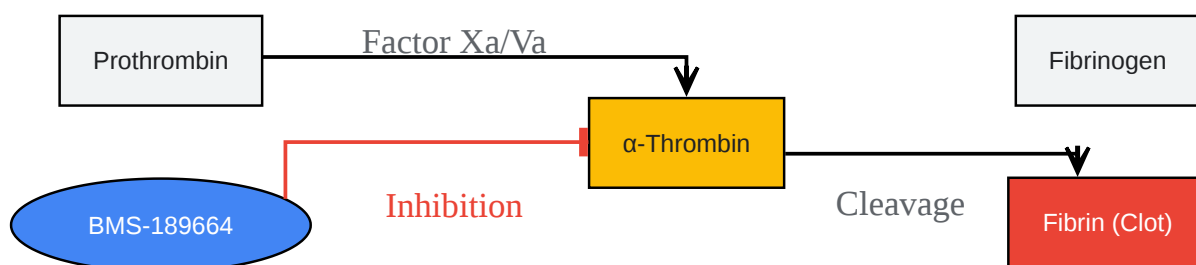 Factor Xa/Va
Prothrombin
Fibrinogen
α-Thrombin
Inhibition
Cleavage
BMS-189664
Fibrin (Clot)